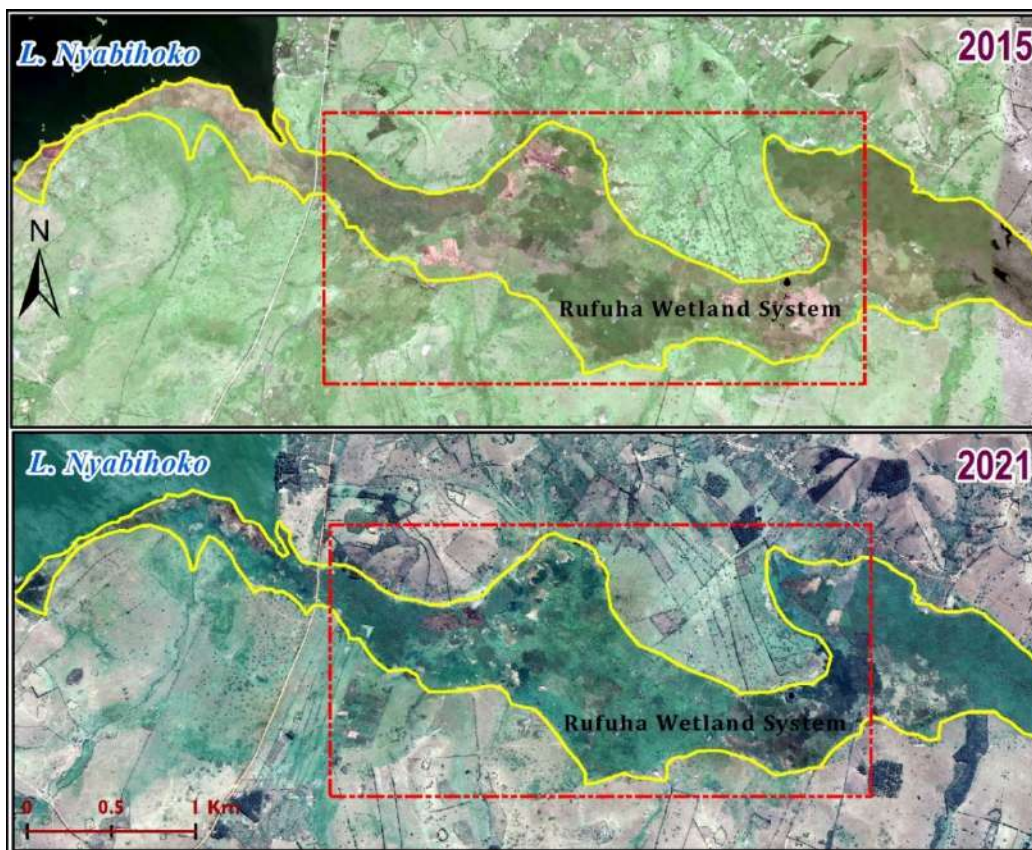 L. Nyabihoko
2015
N
Rufuha Wetland System
L. Nyabihoko
2021
Rufuha Wetland System
0 0.5 1 Km